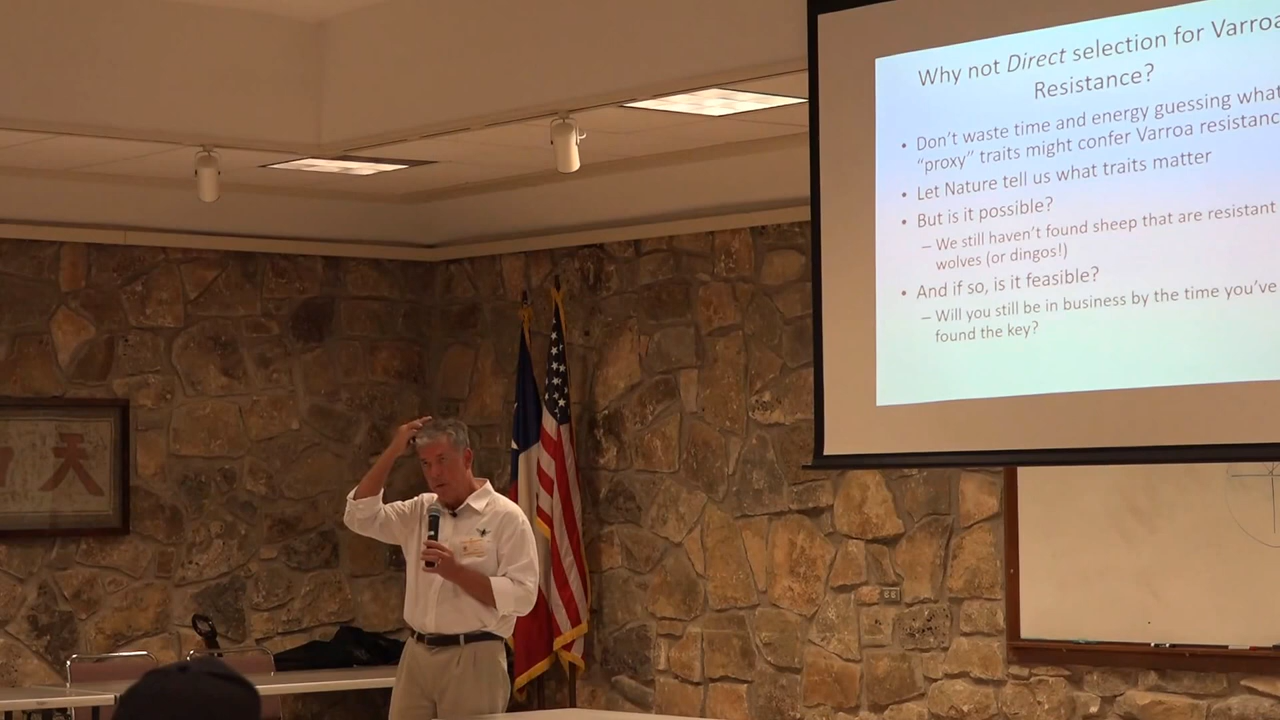 Why not Direct selection for Varroa
Resistance?
• Don't waste time and energy guessing what
"proxy" traits might confer Varroa resistanc
• Let Nature tell us what traits matter
• But is it possible?
– We still haven't found sheep that are resistant
wolves (or dingos!)
• And if so, is it feasible?
– Will you still be in business by the time you've
found the key?
天